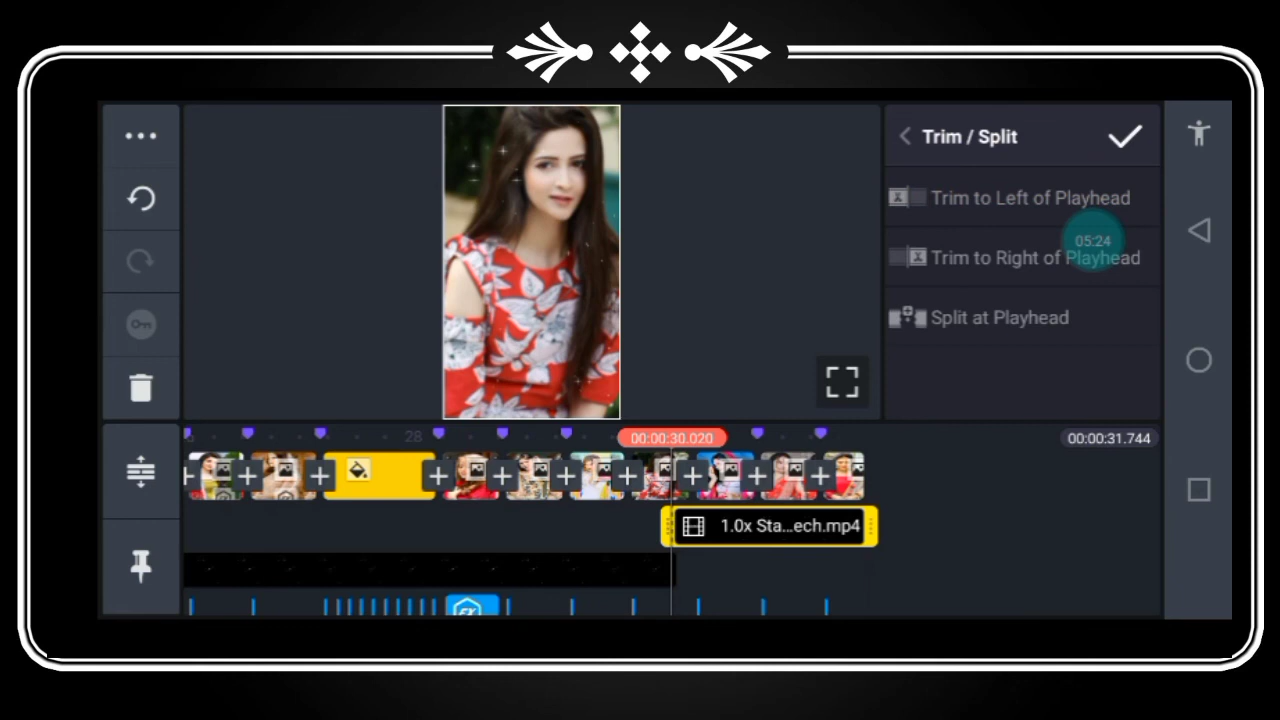 Trim / Split
Trim to Left of Playhead
05:24
Trim to Right of Playhead
Split at Playhead
28
00:00:30.020
00:00:31.744
1.0x Sta...ech.mp4
FX